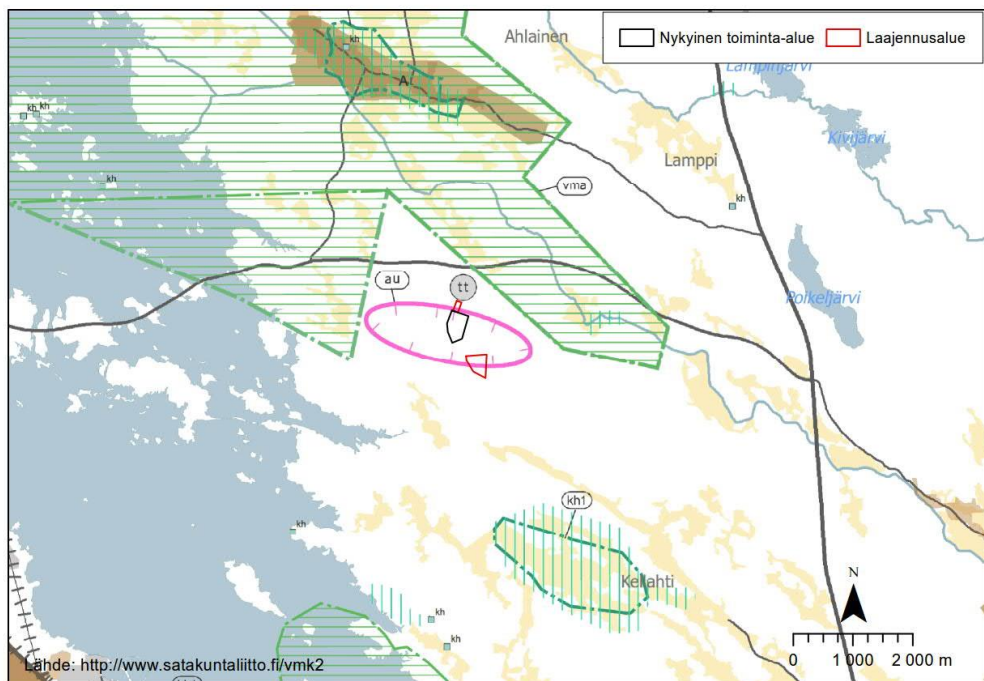 Nykyinen toiminta-alue Laajennusalue
Ahlainen
kh
Lampinjärvi
A
kh kh
Kivijärvi
Lamppi
kh
vma
kh
au
tt
Poikeljärvi
kh1
kh
Kellahti
N
kh
kh
0 1 000 2 000 m
Lähde: http://www.satakuntaliitto.fi/vmk2